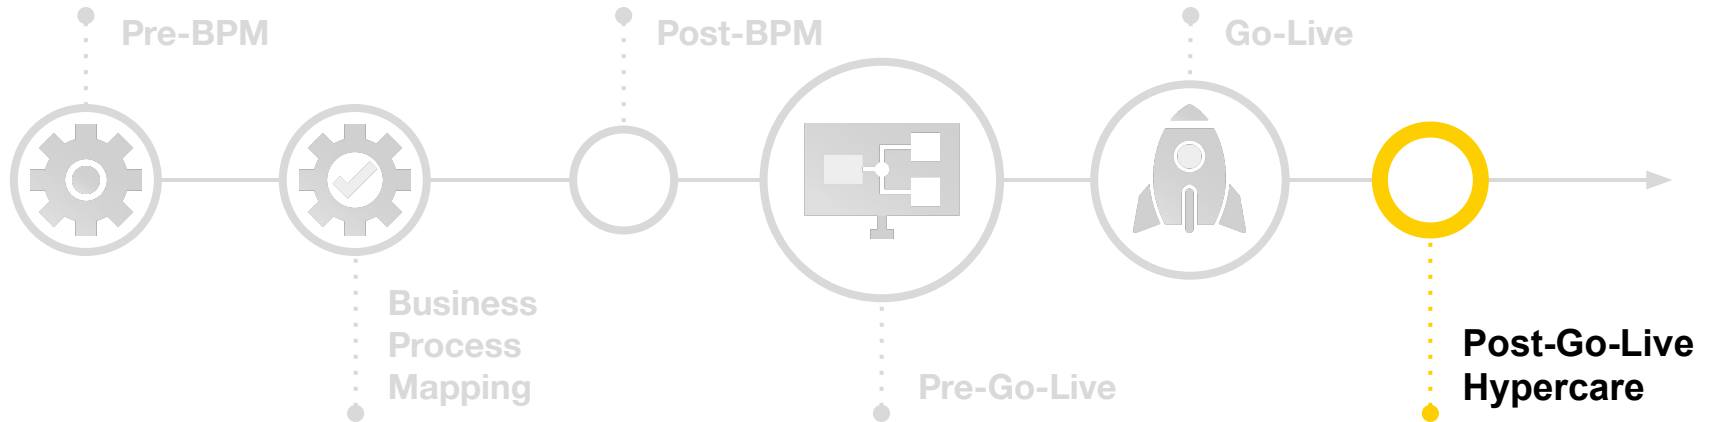 Pre-BPM
Business
Process
Mapping
Post-BPM
Pre-Go-Live
Go-Live
Post-Go-Live
Hypercare